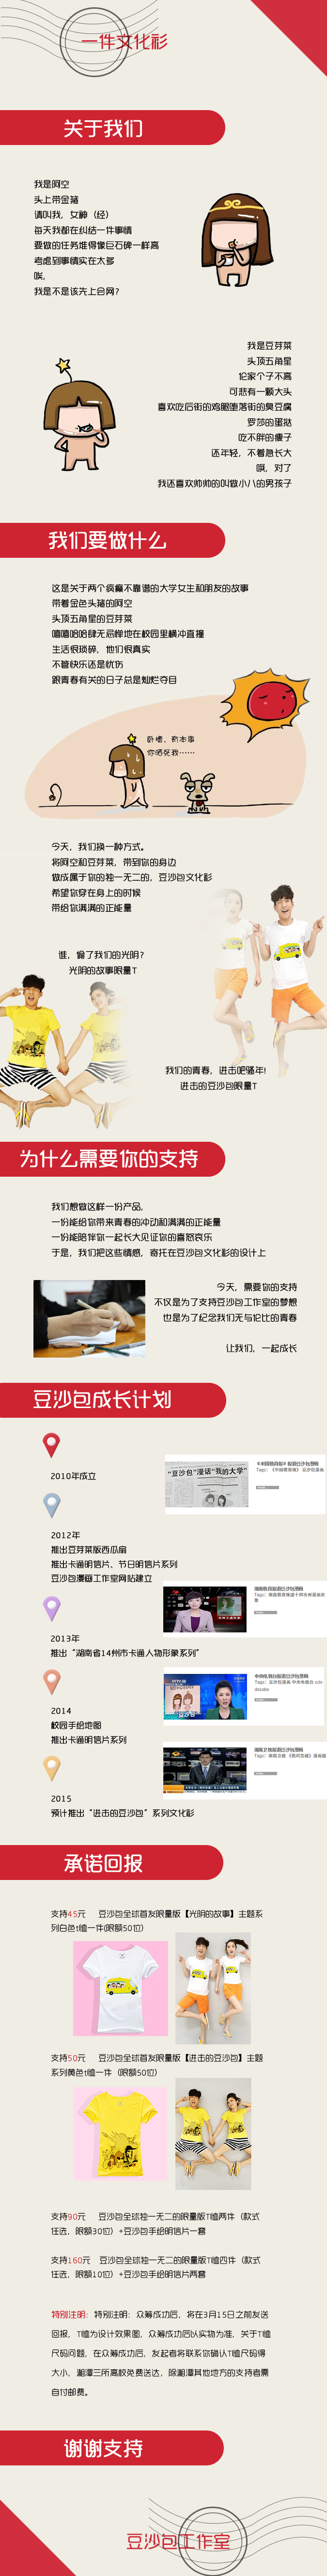 一件文化衫
关于我们
我是阿空
头上带金箍
请叫我，女神（经）
每天我都在纠结一件事情
要做的任务堆得像巨石碑一样高
考虑到事情实在太多
唉，
我是不是该先上会网？
我是豆芽菜
头顶五角星
伦家个子不高
可悲有一颗大头
喜欢吃后街的鸡眼堕落街的臭豆腐
罗莎的蛋挞
吃不胖的瘦子
还年轻，不着急长大
哦，对了
我还喜欢帅帅的叫做小八的男孩子
我们要做什么
这是关于两个疯癫不靠谱的大学女生和朋友的故事
带着金色头箍的阿空
头顶五角星的豆芽菜
嘻嘻哈哈肆无忌惮地在校园里横冲直撞
生活很琐碎，他们很真实
不管快乐还是忧伤
跟青春有关的日子总是灿烂夺目
卧槽，有本事
你晒死我……
今天，我们换一种方式。
将阿空和豆芽菜，带到你的身边
做成属于你的独一无二的，豆沙包文化衫
希望你穿在身上的时候
带给你满满的正能量
谁，偷了我们的光明？
光阴的故事限量T
我们的青春，进击吧骚年!
进击的豆沙包限量T
为什么需要你的支持
我们想做这样一份产品，
一份能给你带来青春的冲动和满满的正能量
一份能陪伴你一起长大见证你的喜怒哀乐
于是，我们把这些情感，寄托在豆沙包文化衫的设计上
今天，需要你的支持
不仅是为了支持豆沙包工作室的梦想
也是为了纪念我们无与伦比的青春
让我们，一起成长
豆沙包成长计划
2010年成立
“豆沙包”漫话“我的大学”
2012年
推出豆芽菜版西瓜扇
推出卡通明信片、节日明信片系列
豆沙包漫画工作室网站建立
2013年
推出“湖南省14州市卡通人物形象系列”
2014
校园手绘地图
推出卡通明信片系列
2015
预计推出“进击的豆沙包”系列文化衫
承诺回报
支持45元 豆沙包全球首发限量版【光阴的故事】主题系
列白色t恤一件(限额50位)
支持50元 豆沙包全球首发限量版【进击的豆沙包】主题
系列黄色t恤一件（限额50位）
支持90元 豆沙包全球独一无二的限量版T恤两件（款式
任选，限额30位）+豆沙包手绘明信片一套
支持160元 豆沙包全球独一无二的限量版T恤四件（款式
任选，限额10位）+豆沙包手绘明信片两套
特别注明：特别注明：众筹成功后，将在3月15日之前发送
回报，T恤为设计效果图，众筹成功后以实物为准，关于T恤
尺码问题，在众筹成功后，发起者将联系你确认T恤尺码得
大小，湘潭三所高校免费送达，除湘潭其他地方的支持者需
自付邮费。
谢谢支持
豆沙包工作室